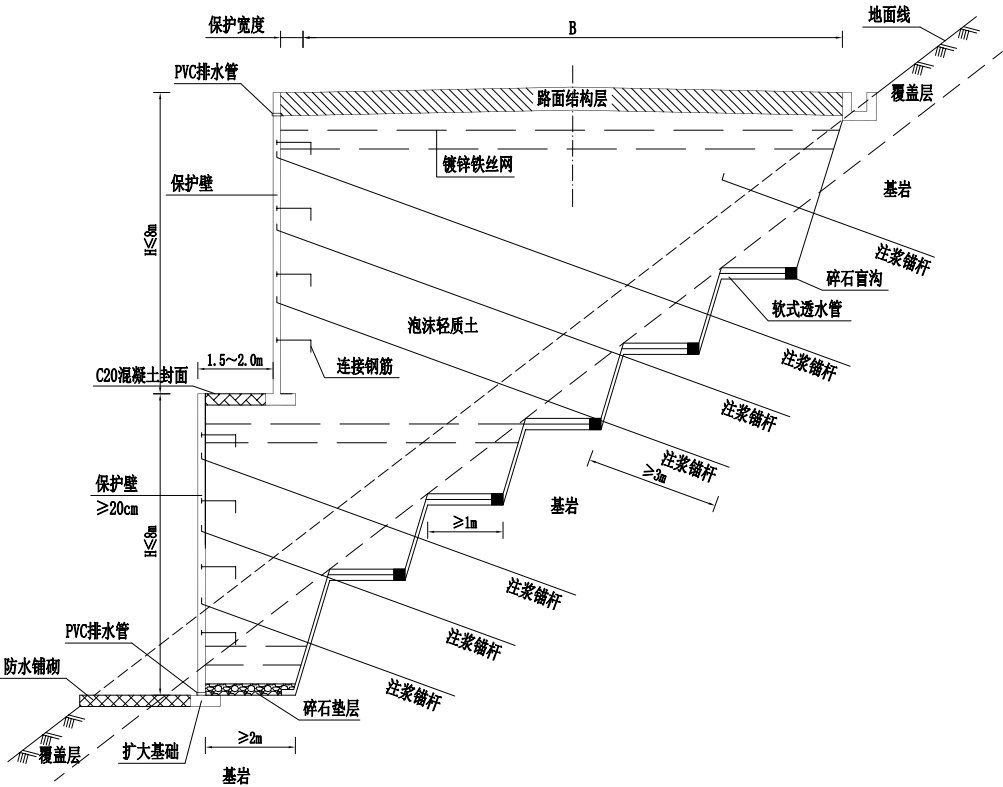 地面线
保护宽度
B
PVC排水管
路面结构层
覆盖层
镀锌铁丝网
保护壁
基岩
H≤8m
注浆锚杆
碎石盲沟
软式透水管
泡沫轻质土
1.5～2.0m
连接钢筋
注浆锚杆
C20混凝土封面
注浆锚杆
注浆锚杆
≥3m
保护壁
≥20cm
基岩
≥1m
H≤8m
注浆锚杆
PVC排水管
注浆锚杆
防水铺砌
注浆锚杆
碎石垫层
≥2m
扩大基础
覆盖层
基岩